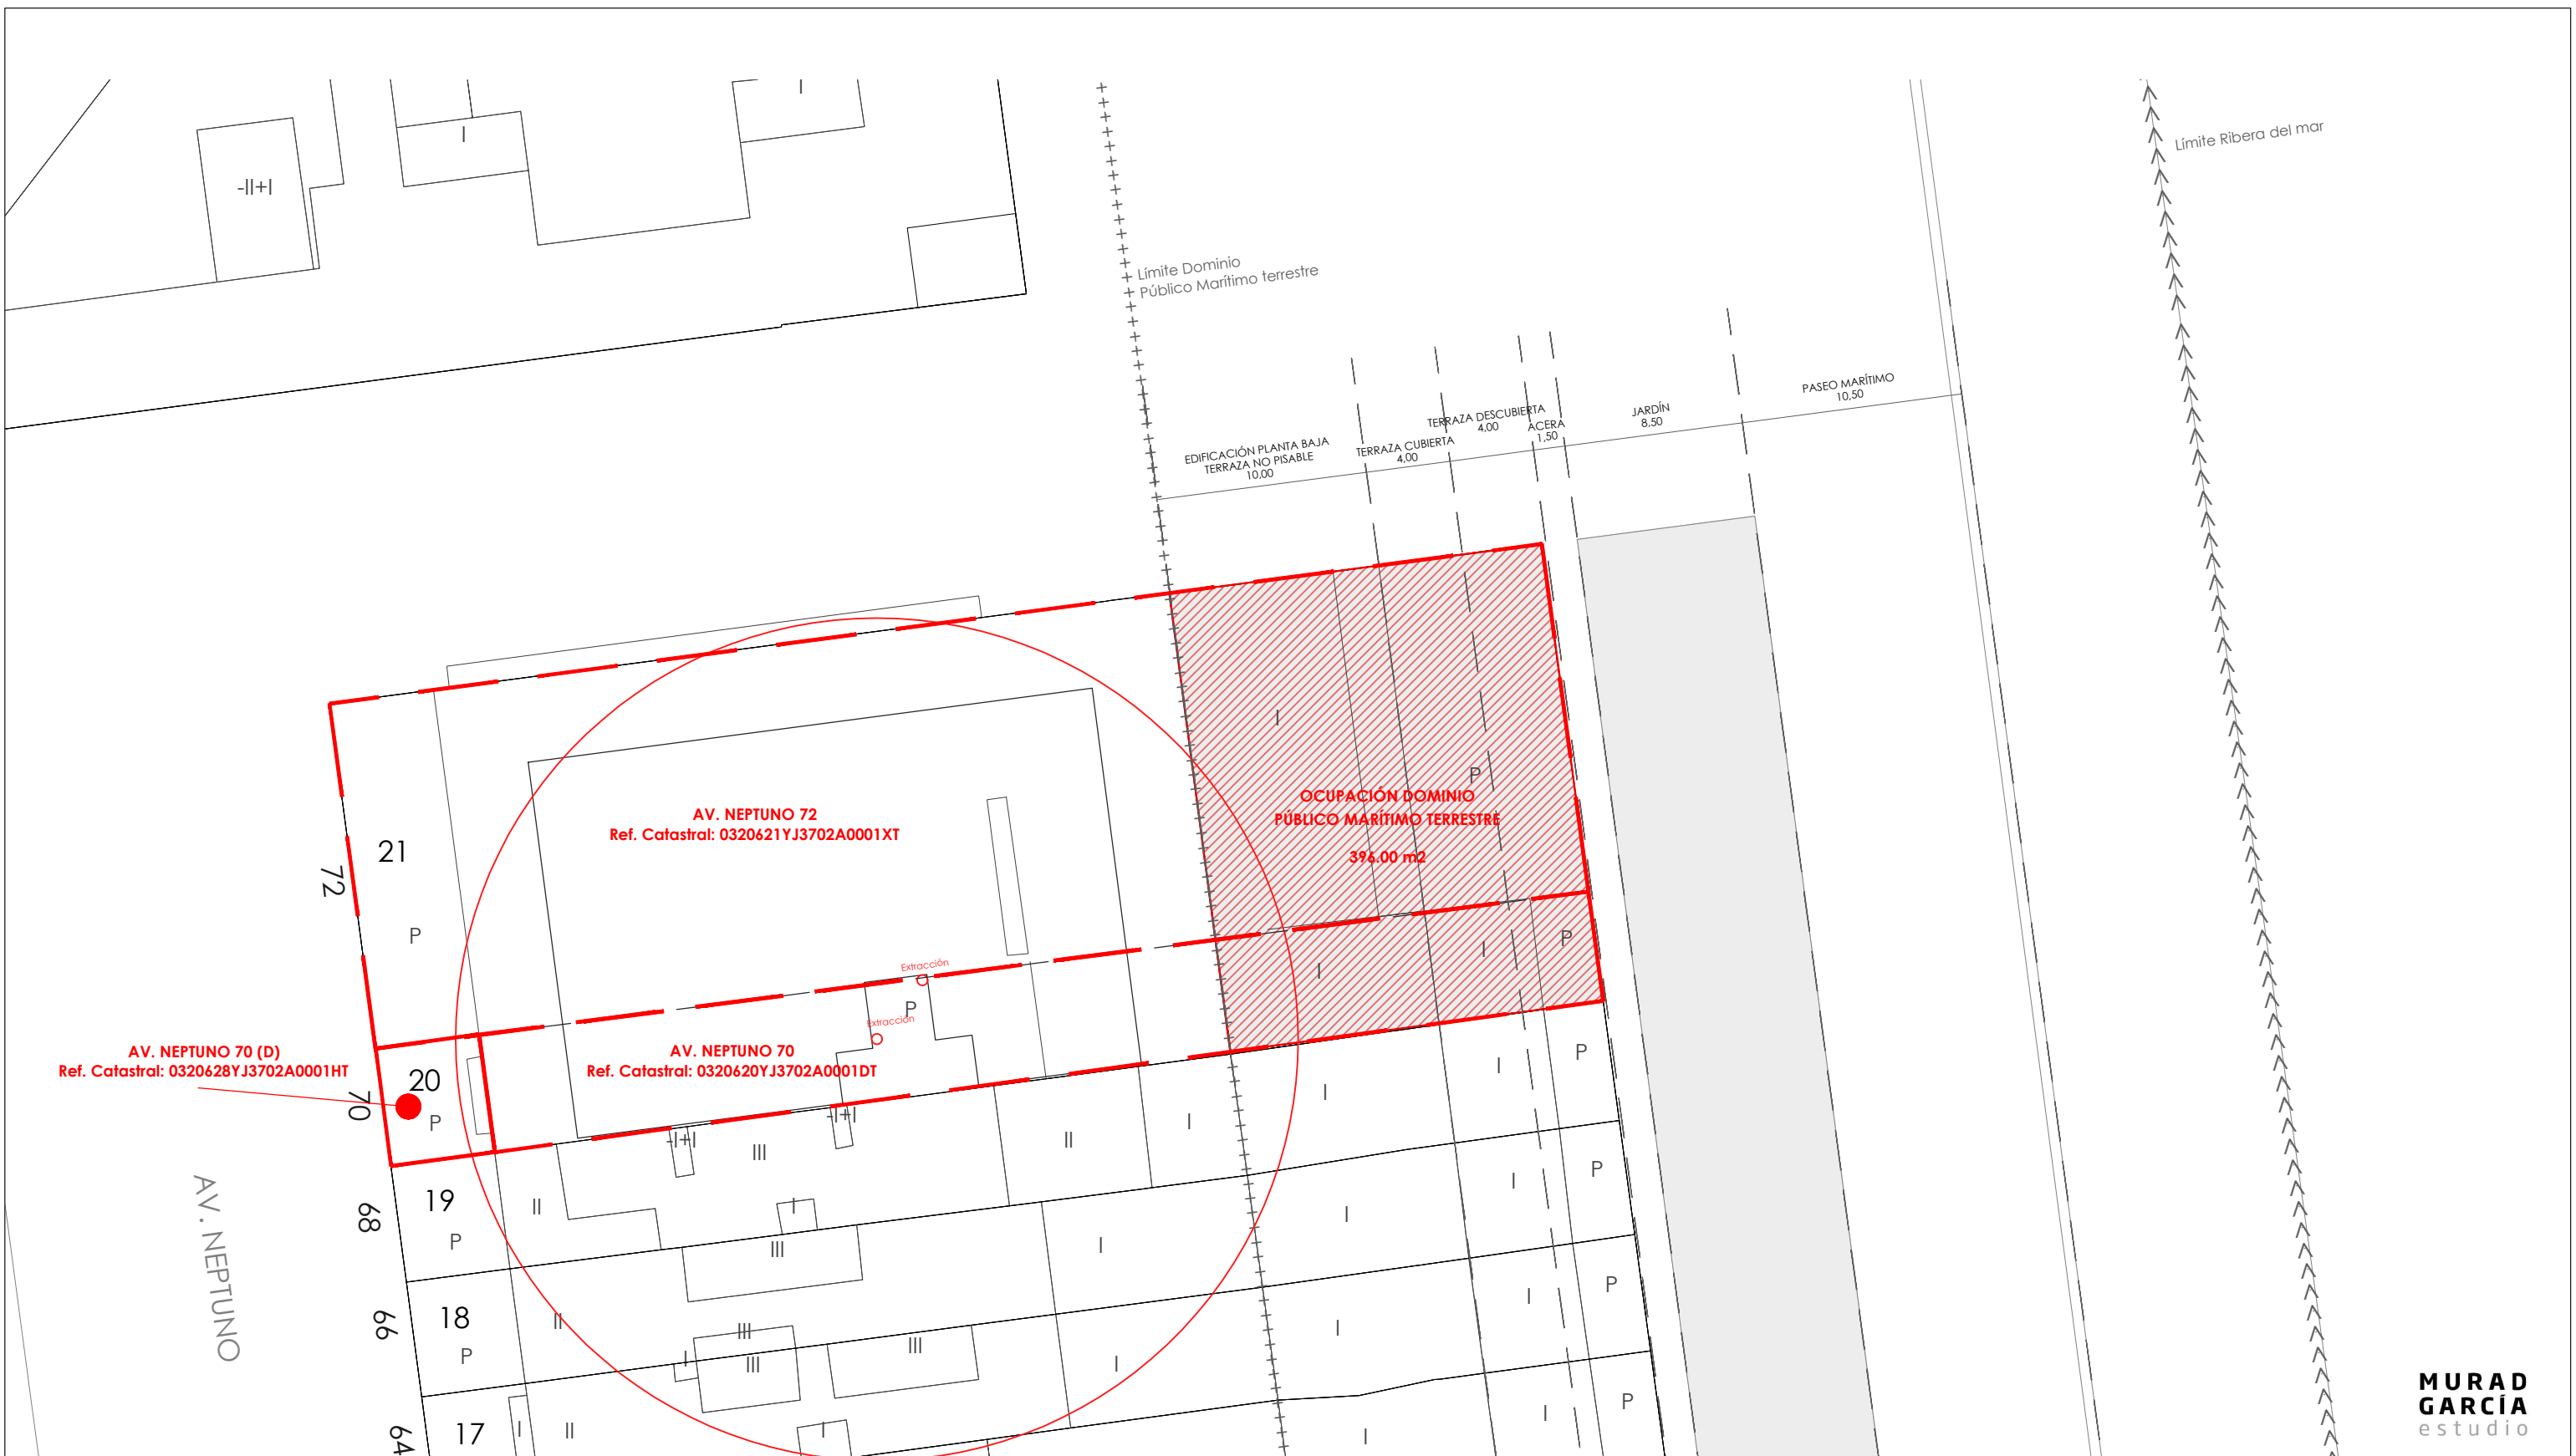 I
I
-II+I
Límite Ribera del mar
Límite Dominio
Público Marítimo terrestre
EDIFICACIÓN PLANTA BAJA
TERRAZA NO PISABLE
10,00
TERRAZA CUBIERTA
4,00
TERRAZA DESCUBIERTA
4,00
ACERA
1,50
JARDÍN
8,50
PASEO MARÍTIMO
10,50
I
P
OCUPACIÓN DOMINIO
PÚBLICO MARÍTIMO TERRESTRE
396.00 m2
AV. NEPTUNO 72
Ref. Catastral: 0320621YJ3702A0001XT
21
72
P
I
I
P
Extracción
P
Extracción
AV. NEPTUNO 70 (D)
Ref. Catastral: 0320628YJ3702A0001HT
AV. NEPTUNO 70
Ref. Catastral: 0320620YJ3702A0001DT
20
70
P
-I+I
-I+I
III
II
I
I
I
P
19
68
P
II
I
III
I
I
I
P
18
66
P
II
III
III
I
III
I
I
I
P
17
64
I
II
I
I
I
P
AV. NEPTUNO
MURAD
GARCÍA
estudio